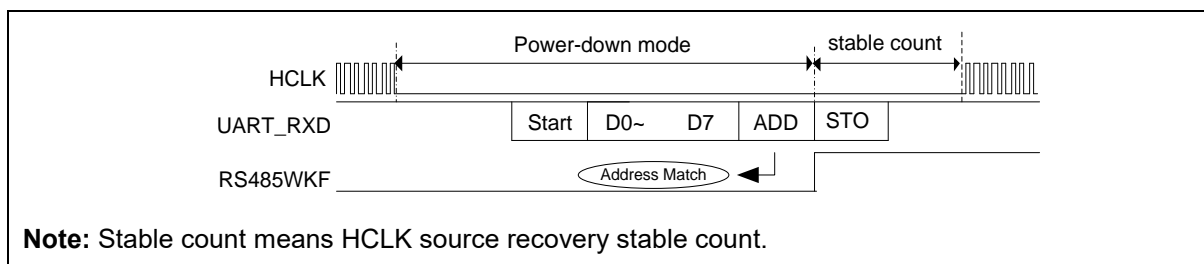 Power-down mode stable count
HCLK
UART_RXD Start D0~ D7 ADD STO
Address Match
RS485WKF
Note: Stable count means HCLK source recovery stable count.